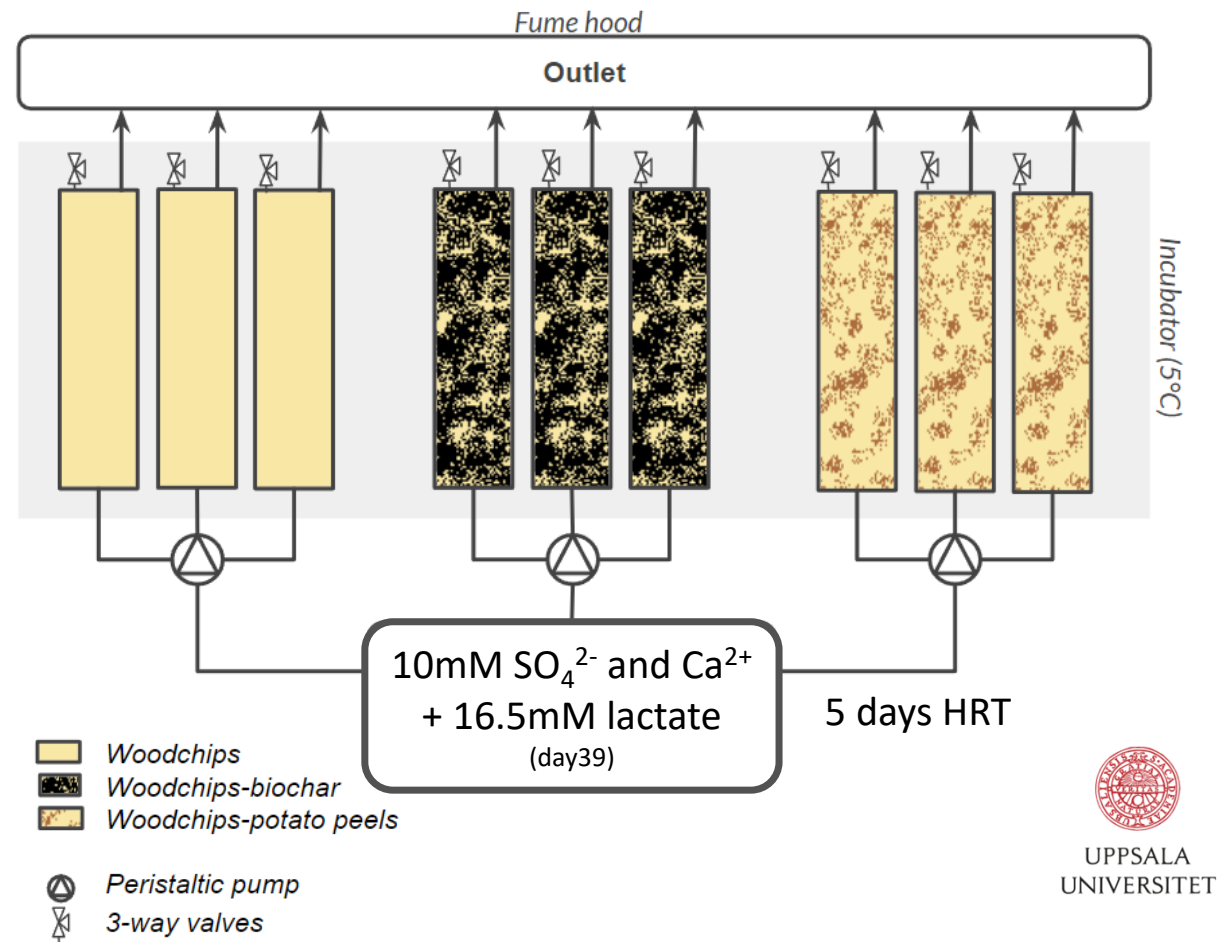 Fume hood
Outlet
Incubator (5°C)
10mM SO₄²⁻ and Ca²⁺
+ 16.5mM lactate
(day39)
5 days HRT
Woodchips
Woodchips-biochar
Woodchips-potato peels
Peristaltic pump
3-way valves
UPPSALA
UNIVERSITET